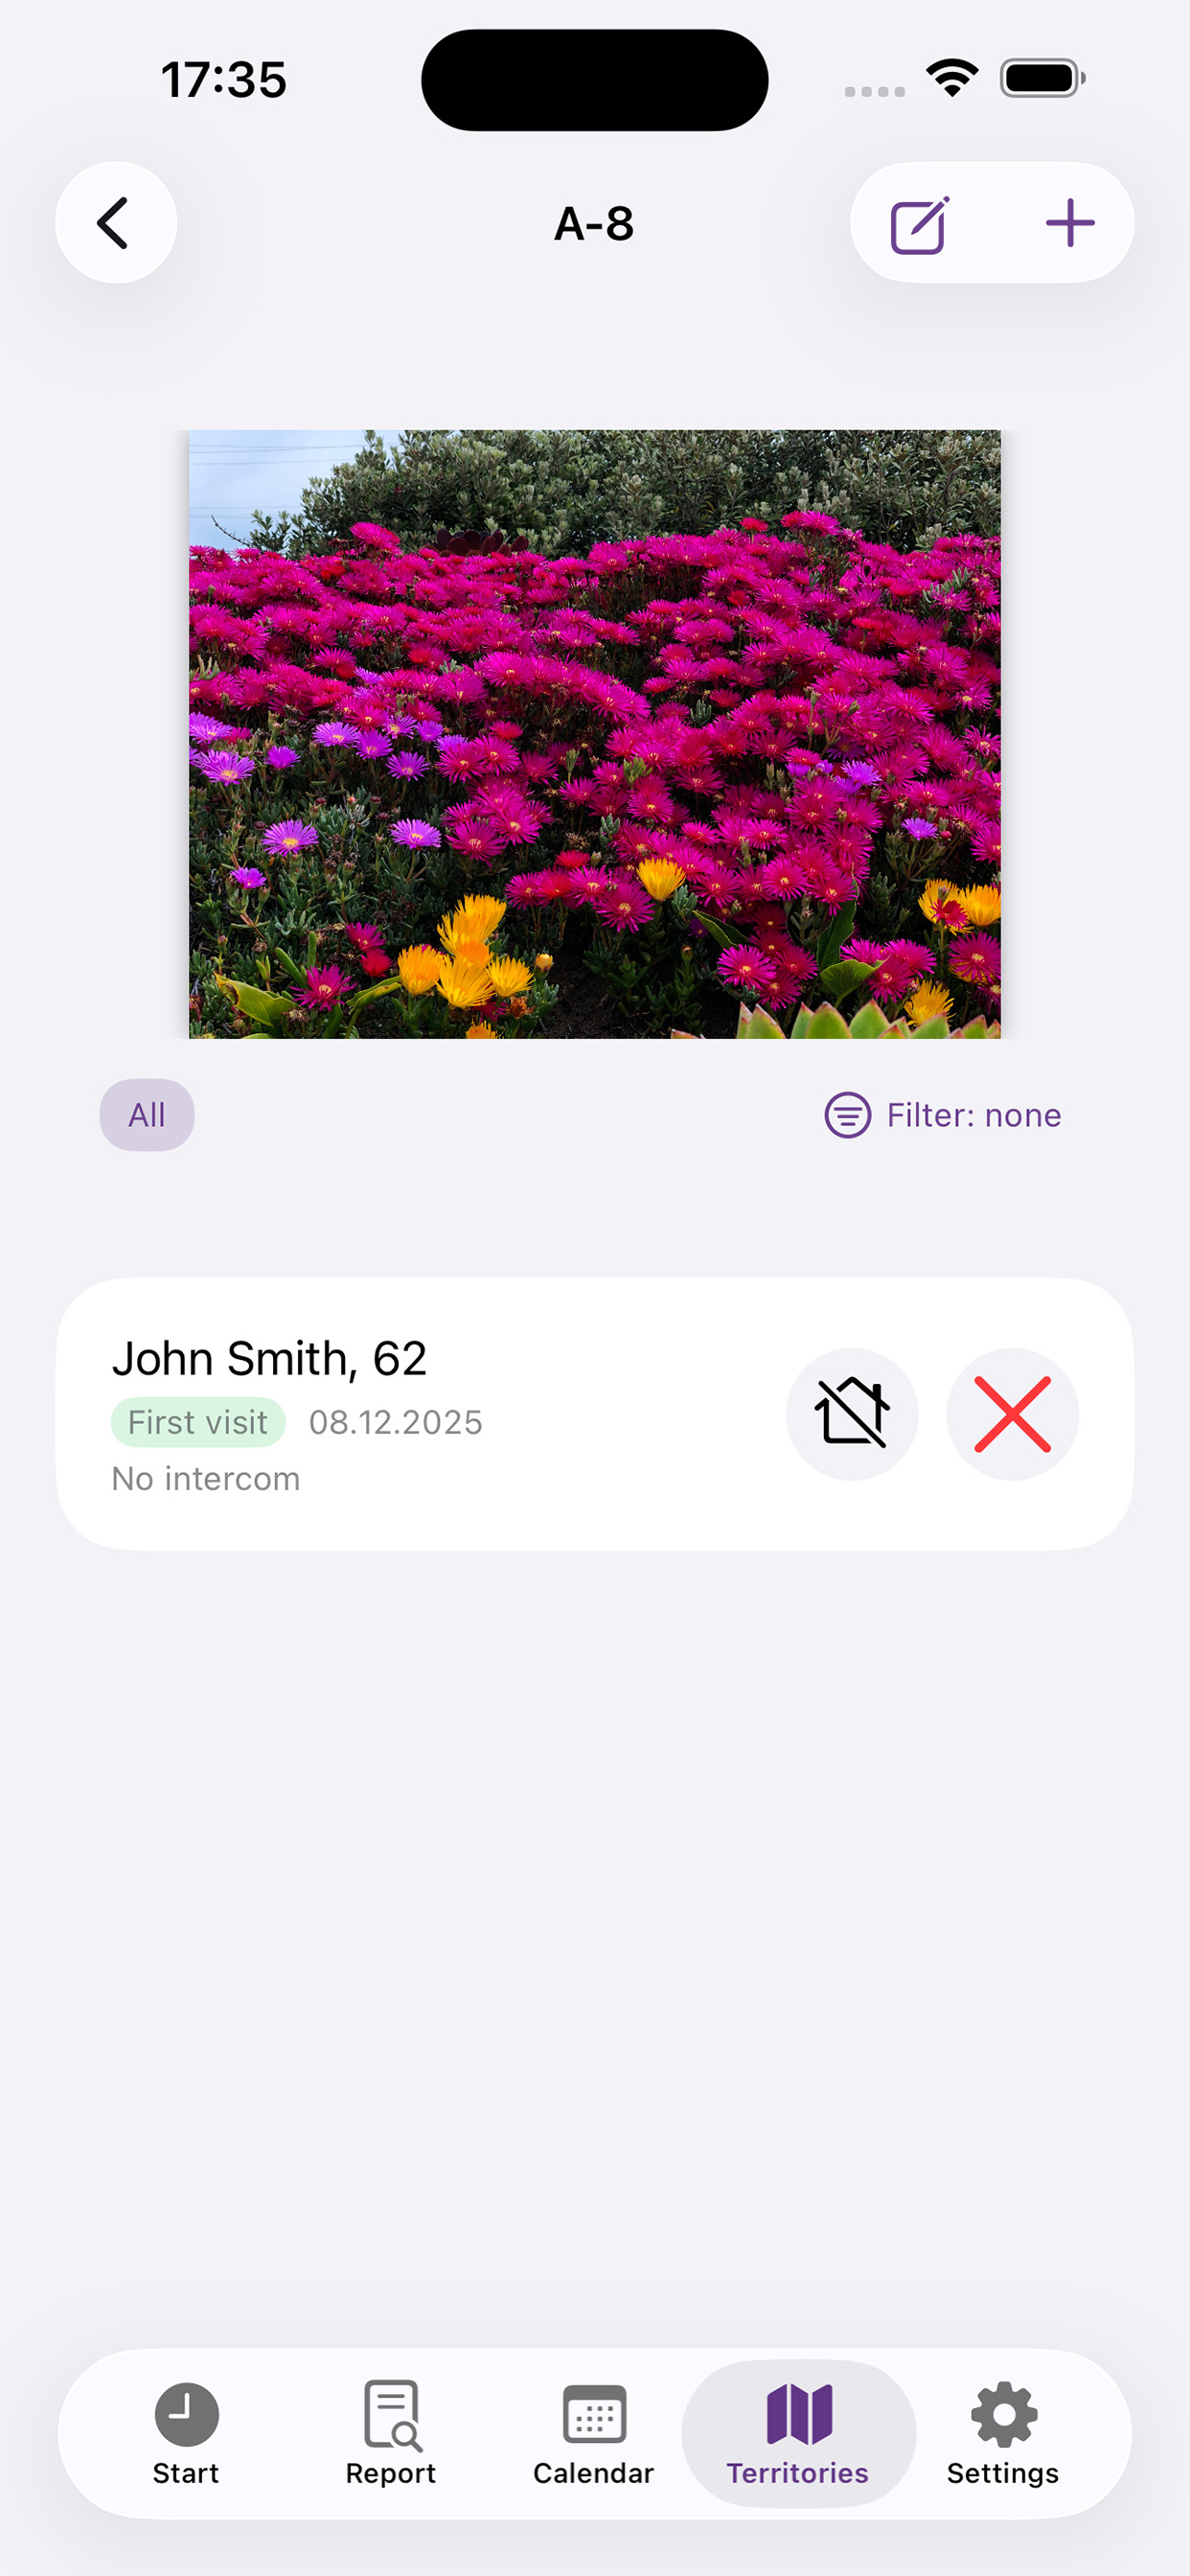 17:35
A-8
All
Filter: none
John Smith, 62
First visit 08.12.2025
No intercom
Start
Report
Calendar
Territories
Settings